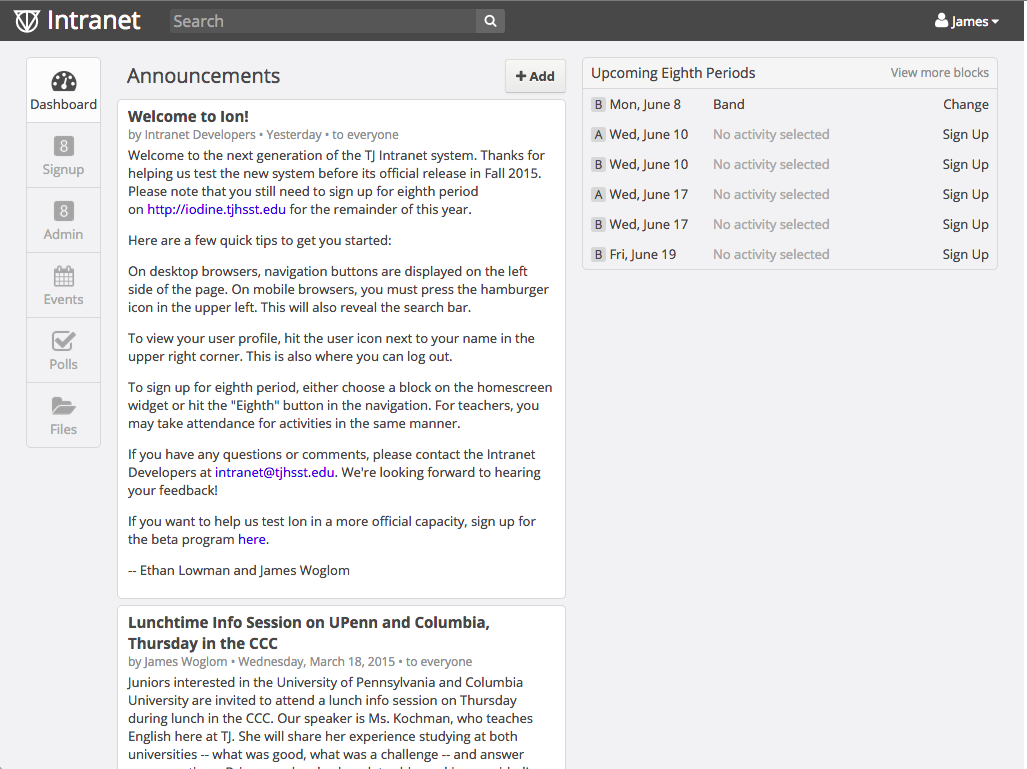 Intranet
Search
James
Dashboard
8
Signup
8
Admin
Events
Polls
Files
Announcements
+ Add
Welcome to Ion!
by Intranet Developers • Yesterday • to everyone
Welcome to the next generation of the TJ Intranet system. Thanks for
helping us test the new system before its official release in Fall 2015.
Please note that you still need to sign up for eighth period
on http://iodine.tjhsst.edu for the remainder of this year.
Here are a few quick tips to get you started:
On desktop browsers, navigation buttons are displayed on the left
side of the page. On mobile browsers, you must press the hamburger
icon in the upper left. This will also reveal the search bar.
To view your user profile, hit the user icon next to your name in the
upper right corner. This is also where you can log out.
To sign up for eighth period, either choose a block on the homescreen
widget or hit the "Eighth" button in the navigation. For teachers, you
may take attendance for activities in the same manner.
If you have any questions or comments, please contact the Intranet
Developers at intranet@tjhsst.edu. We're looking forward to hearing
your feedback!
If you want to help us test Ion in a more official capacity, sign up for
the beta program here.
-- Ethan Lowman and James Woglom
Lunchtime Info Session on UPenn and Columbia,
Thursday in the CCC
by James Woglom • Wednesday, March 18, 2015 • to everyone
Juniors interested in the University of Pennsylvania and Columbia
University are invited to attend a lunch info session on Thursday
during lunch in the CCC. Our speaker is Ms. Kochman, who teaches
English here at TJ. She will share her experience studying at both
universities -- what was good, what was a challenge -- and answer
Upcoming Eighth Periods View more blocks
B Mon, June 8 Band Change
A Wed, June 10 No activity selected Sign Up
B Wed, June 10 No activity selected Sign Up
A Wed, June 17 No activity selected Sign Up
B Wed, June 17 No activity selected Sign Up
B Fri, June 19 No activity selected Sign Up